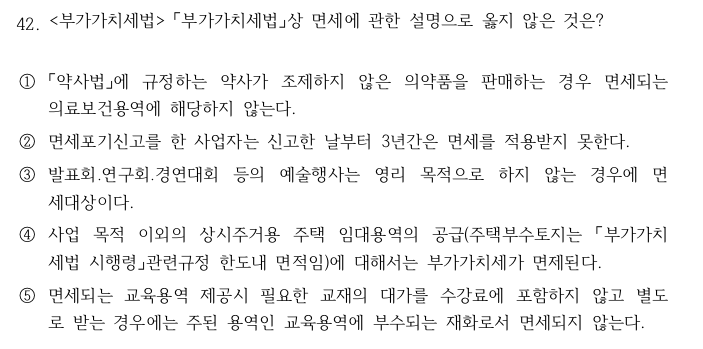 42. <부가가치세법>「부가가치세법」상 면세에 관한 설명으로 옳지 않은 것은?
① 「약사법」에 규정하는 약사가 조제하지 않은 의약품을 판매하는 경우 면세되는
의료보건용역에 해당하지 않는다.
② 면세포기신고를 한 사업자는 신고한 날부터 3년간은 면세를 적용받지 못한다.
③ 발표회.연구회.경연대회 등의 예술행사는 영리 목적으로 하지 않는 경우에 면
세대상이다.
④ 사업 목적 이외의 상시주거용 주택 임대용역의 공급(주택부수토지는 「부가가치
세법 시행령」관련규정 한도내 면적임)에 대해서는 부가가치세가 면제된다.
⑤ 면세되는 교육용역 제공시 필요한 교재의 대가를 수강료에 포함하지 않고 별도
로 받는 경우에는 주된 용역인 교육용역에 부수되는 재화로서 면세되지 않는다.